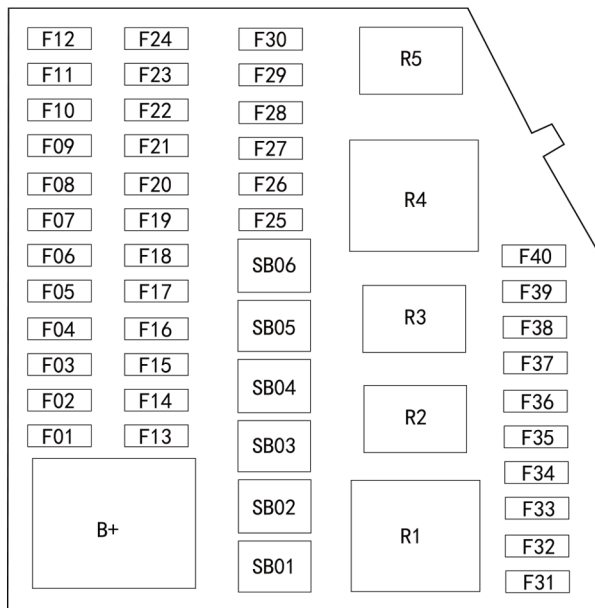 F12 F24 F30 R5
F11 F23 F29
F10 F22 F28
F09 F21 F27
F08 F20 F26 R4
F07 F19 F25
F06 F18 SB06 F40
F05 F17 F39
F04 F16 SB05 R3 F38
F03 F15 F37
F02 F14 SB04 F36
F01 F13 SB03 R2 F35
F34
B+ SB02 F33
R1 F32
SB01 F31